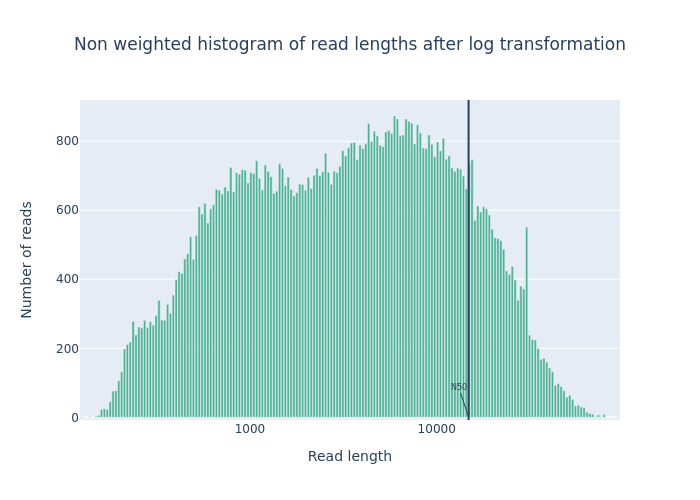 Non weighted histogram of read lengths after log transformation
Number of reads
800
600
400
200
0
N50
1000
10000
Read length